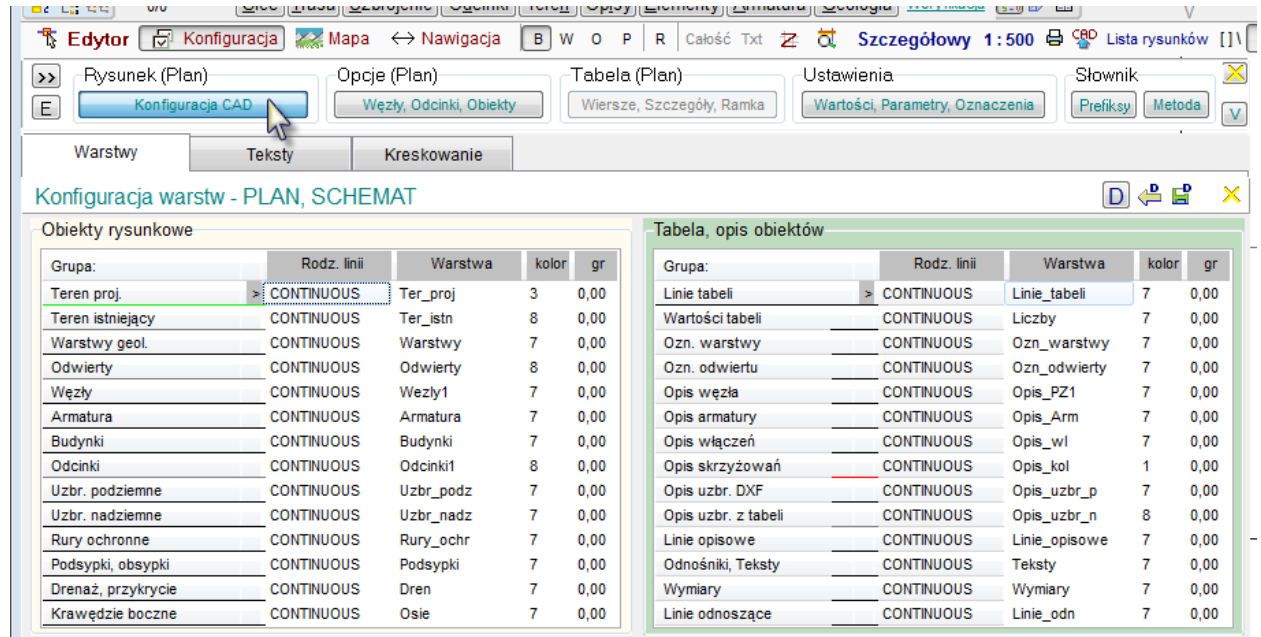 0/0 Sieć Trasa Uzbrojenie Odcinki Teren Opisy Elementy Armatura Geologia Weryfikacja
Edytor Konfiguracja Mapa Nawigacja B W O P R Całość Txt Szczegółowy 1:500 Lista rysunków [ ] \
>> Rysunek (Plan) Opcje (Plan) Tabela (Plan) Ustawienia Słownik
E Konfiguracja CAD Węzły, Odcinki, Obiekty Wiersze, Szczegóły, Ramka Wartości, Parametry, Oznaczenia Prefiksy Metoda V
Warstwy Teksty Kreskowanie
Konfiguracja warstw - PLAN, SCHEMAT D
Obiekty rysunkowe
Grupa: Rodz. linii Warstwa kolor gr
Teren proj. > CONTINUOUS Ter_proj 3 0,00
Teren istniejący CONTINUOUS Ter_istn 8 0,00
Warstwy geol. CONTINUOUS Warstwy 7 0,00
Odwierty CONTINUOUS Odwierty 8 0,00
Węzły CONTINUOUS Wezly1 7 0,00
Armatura CONTINUOUS Armatura 7 0,00
Budynki CONTINUOUS Budynki 7 0,00
Odcinki CONTINUOUS Odcinki1 8 0,00
Uzbr. podziemne CONTINUOUS Uzbr_podz 7 0,00
Uzbr. nadziemne CONTINUOUS Uzbr_nadz 7 0,00
Rury ochronne CONTINUOUS Rury_ochr 7 0,00
Podsypki, obsypki CONTINUOUS Podsypki 7 0,00
Drenaż, przykrycie CONTINUOUS Dren 7 0,00
Krawędzie boczne CONTINUOUS Osie 7 0,00
Tabela, opis obiektów
Grupa: Rodz. linii Warstwa kolor gr
Linie tabeli > CONTINUOUS Linie_tabeli 7 0,00
Wartości tabeli CONTINUOUS Liczby 7 0,00
Ozn. warstwy CONTINUOUS Ozn_warstwy 7 0,00
Ozn. odwiertu CONTINUOUS Ozn_odwierty 7 0,00
Opis węzła CONTINUOUS Opis_PZ1 7 0,00
Opis armatury CONTINUOUS Opis_Arm 7 0,00
Opis włączeń CONTINUOUS Opis_wl 7 0,00
Opis skrzyżowań CONTINUOUS Opis_kol 1 0,00
Opis uzbr. DXF CONTINUOUS Opis_uzbr_p 7 0,00
Opis uzbr. z tabeli CONTINUOUS Opis_uzbr_n 8 0,00
Linie opisowe CONTINUOUS Linie_opisowe 7 0,00
Odnośniki, Teksty CONTINUOUS Teksty 7 0,00
Wymiary CONTINUOUS Wymiary 7 0,00
Linie odnoszące CONTINUOUS Linie_odn 7 0,00